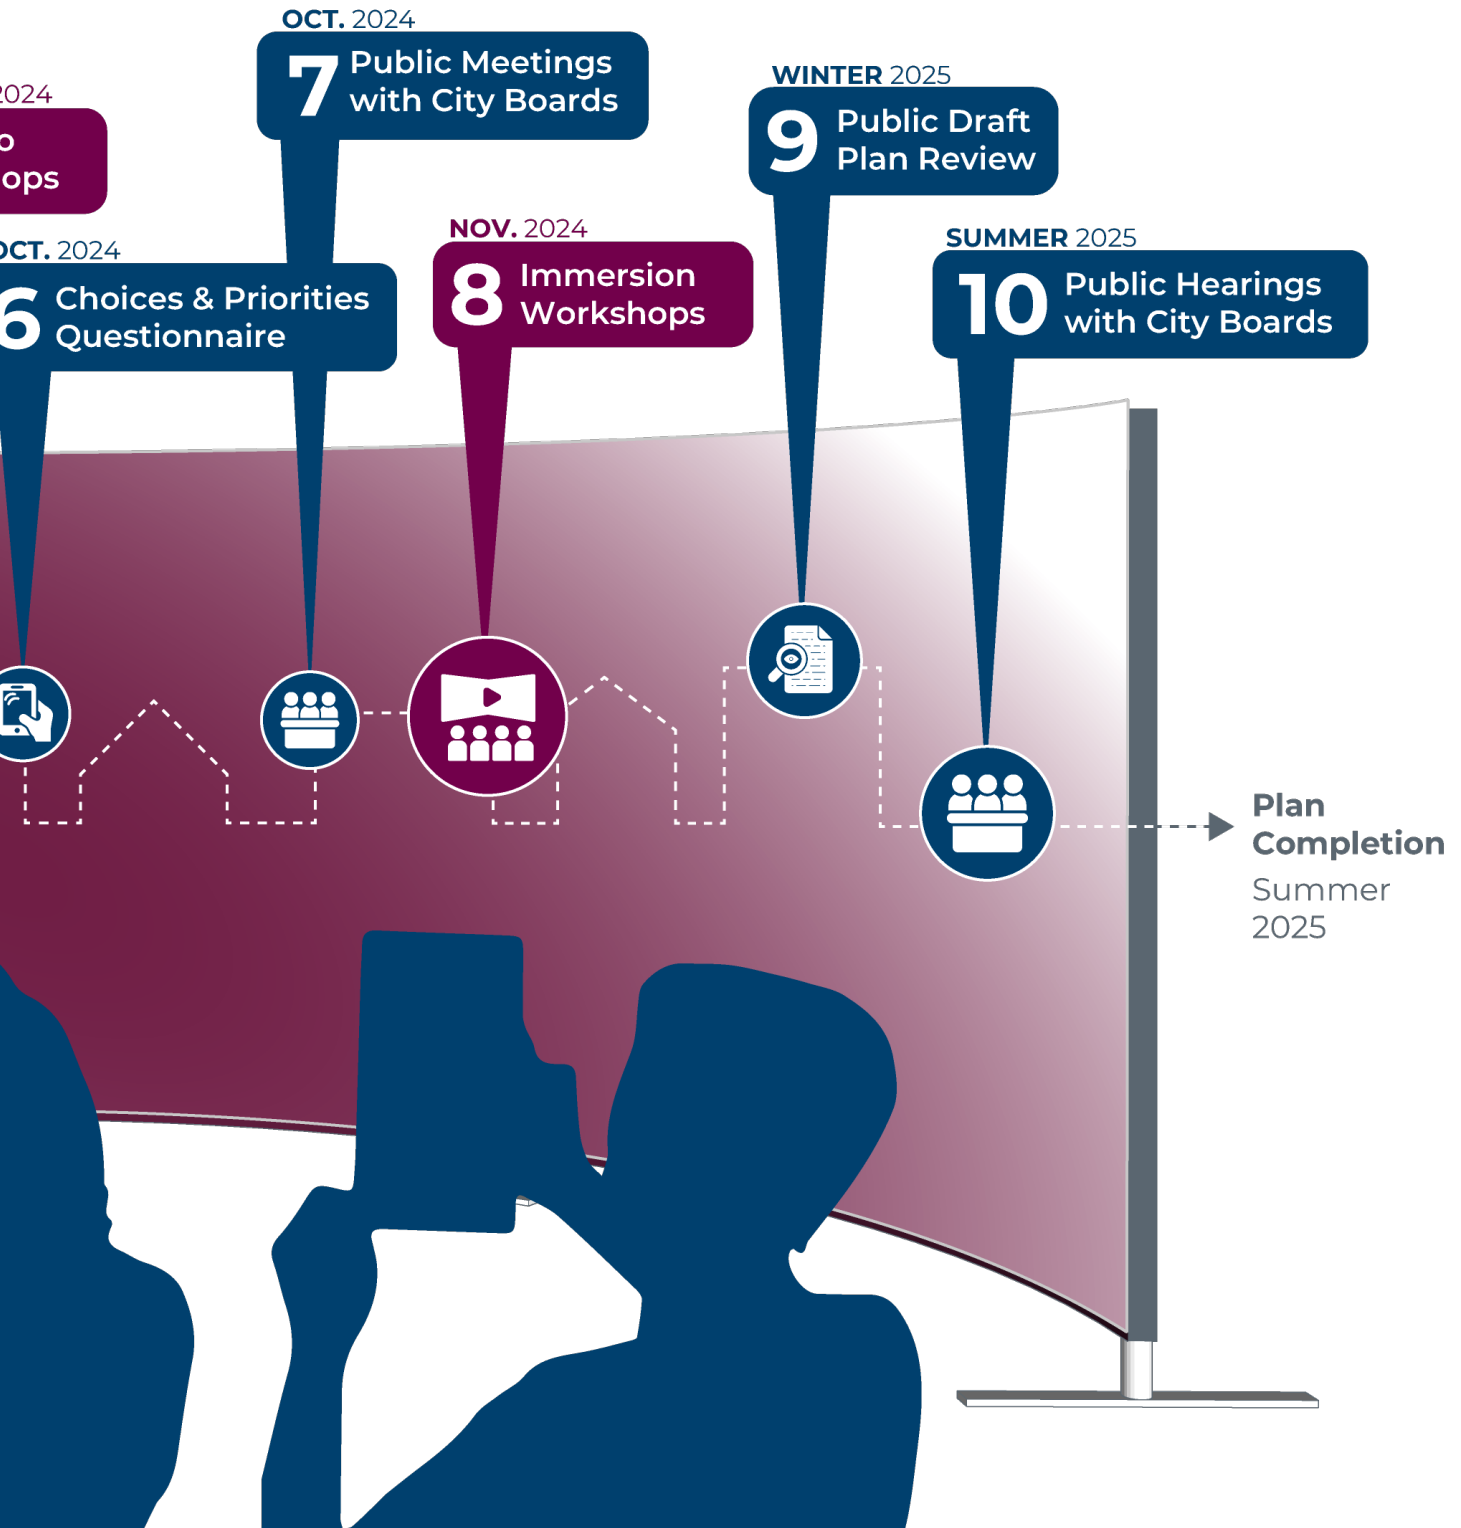 2024
o
ops
OCT. 2024
6 Choices & Priorities
Questionnaire
OCT. 2024
7 Public Meetings
with City Boards
NOV. 2024
8 Immersion
Workshops
WINTER 2025
9 Public Draft
Plan Review
SUMMER 2025
10 Public Hearings
with City Boards
Plan
Completion
Summer
2025